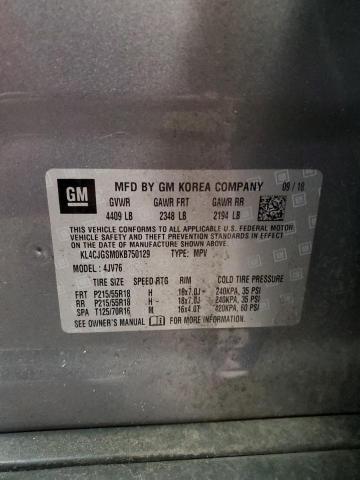 GM
MFD BY GM KOREA COMPANY 09/18
GVWR GAWR FRT GAWR RR
4409 LB 2348 LB 2194 LB
THIS VEHICLE CONFORMS TO ALL APPLICABLE U.S. FEDERAL MOTOR
VEHICLE SAFETY AND THEFT PREVENTION STANDARDS IN EFFECT ON
THE DATE OF MANUFACTURE SHOWN ABOVE.
KL4CJGSM0KB750129 TYPE: MPV
MODEL: 4JV76
TIRE SIZE SPEED RTG RIM COLD TIRE PRESSURE
FRT P215/55R18 H 18x7.0J 240KPA, 35 PSI
RR P215/55R18 H 18x7.0J 240KPA, 35 PSI
SPA T125/70R16 M 16x4.0T 420KPA, 60 PSI
SEE OWNER'S MANUAL FOR MORE INFORMATION.